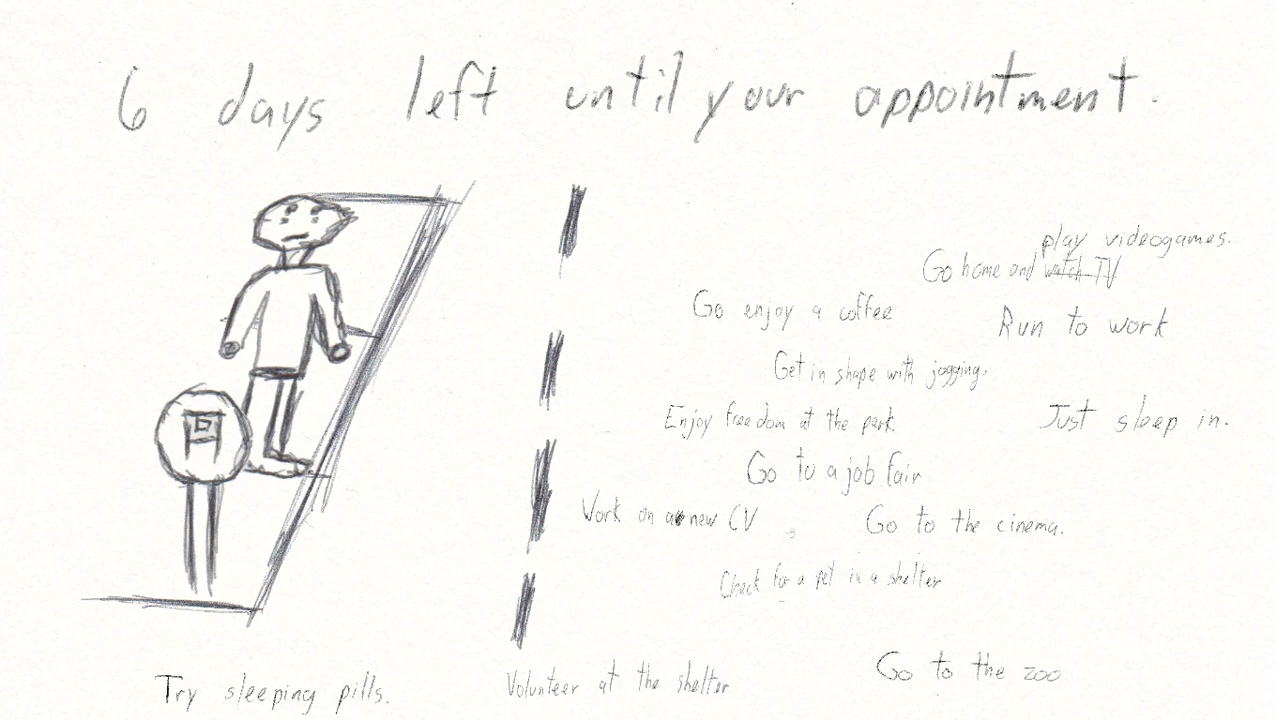 6 days left until your appointment.
play videogames.
Go home and watch TV
Go enjoy a coffee
Run to work
Get in shape with jogging.
Enjoy freedom at the park
Just sleep in.
Go to a job fair
Work on a new CV
Go to the cinema.
Check for a pet in a shelter
Go to the zoo
Try sleeping pills.
Volunteer at the shelter